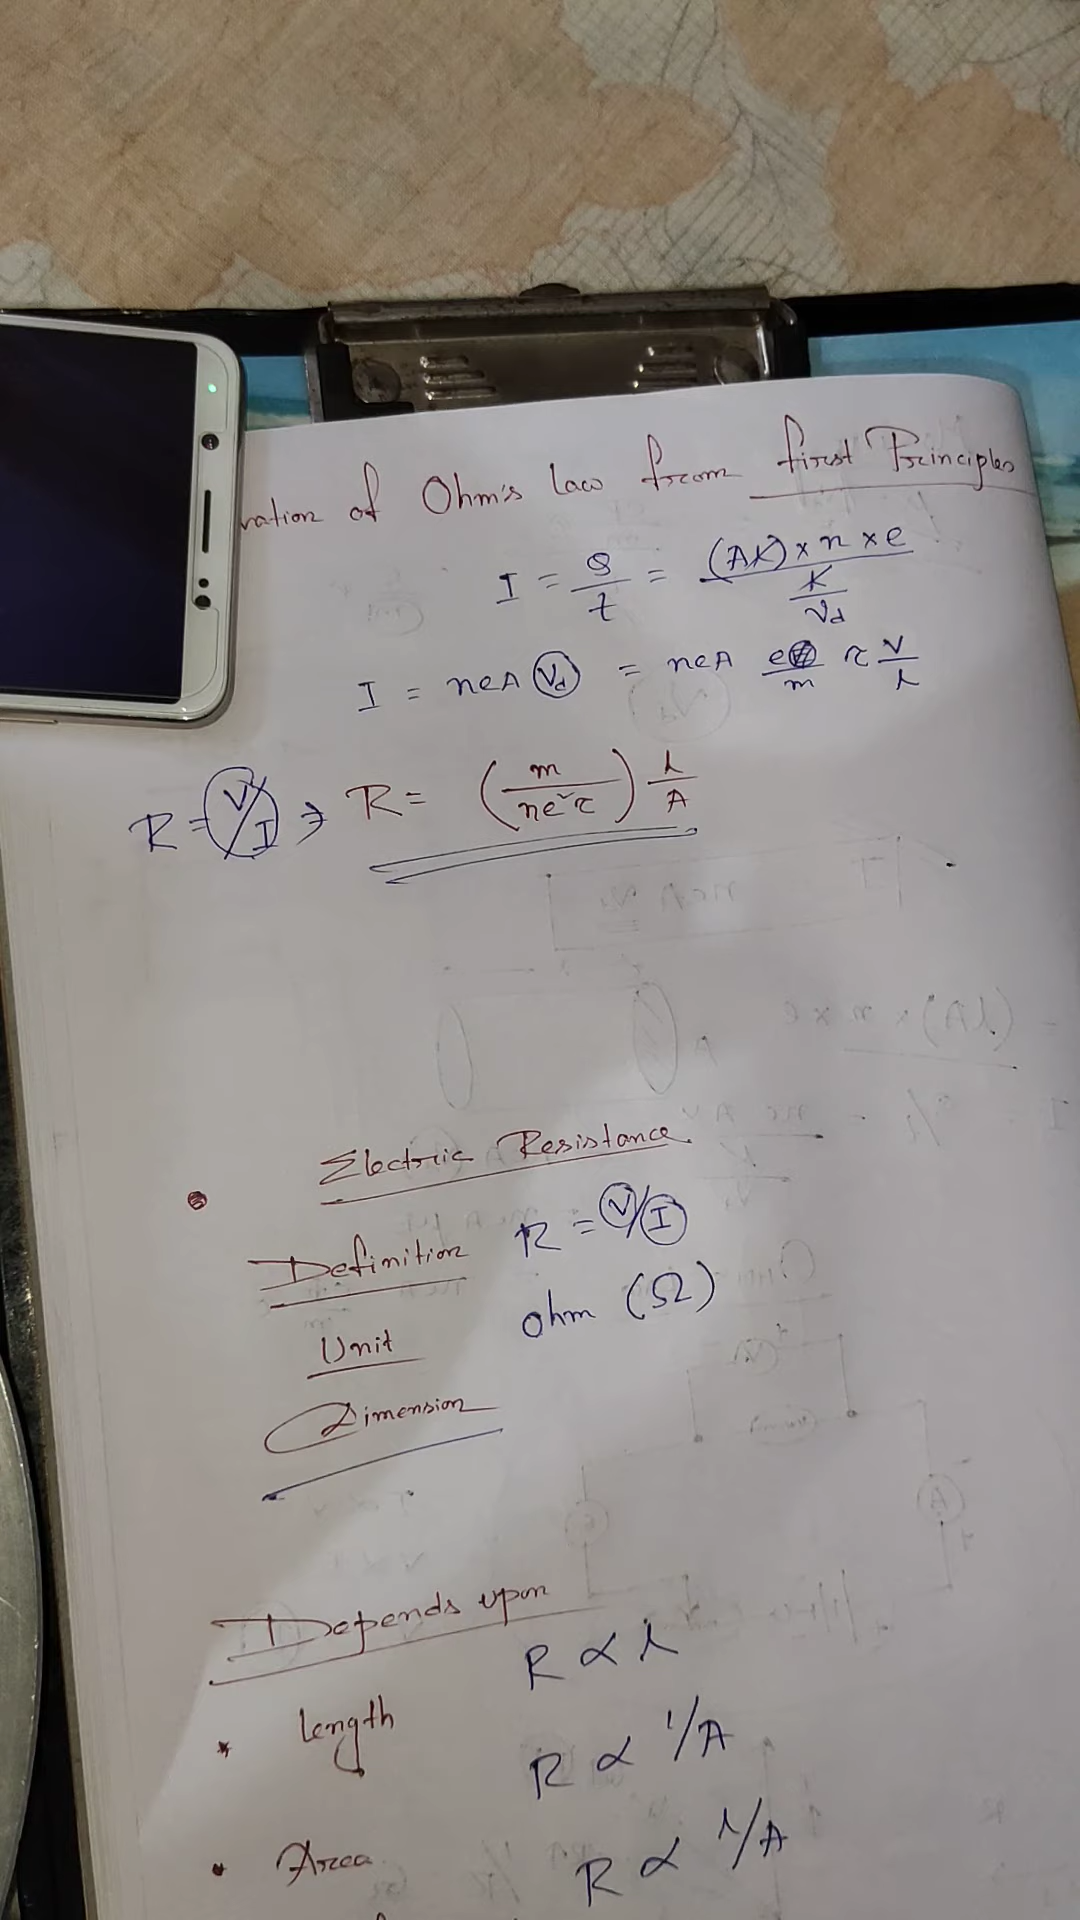 vation of Ohm's law from first Principles
I = Q/t = (Al) × n × e / (l/vd)
I = neA (Vd) = neA e/m τ V/l
R = V/I ⇒ R = (m/ne²τ) l/A
• Electric Resistance
Definition R = V/I
Unit ohm (Ω)
Dimension
Depends upon
R ∝ l
* Length
R ∝ 1/A
• Area
R ∝ l/A